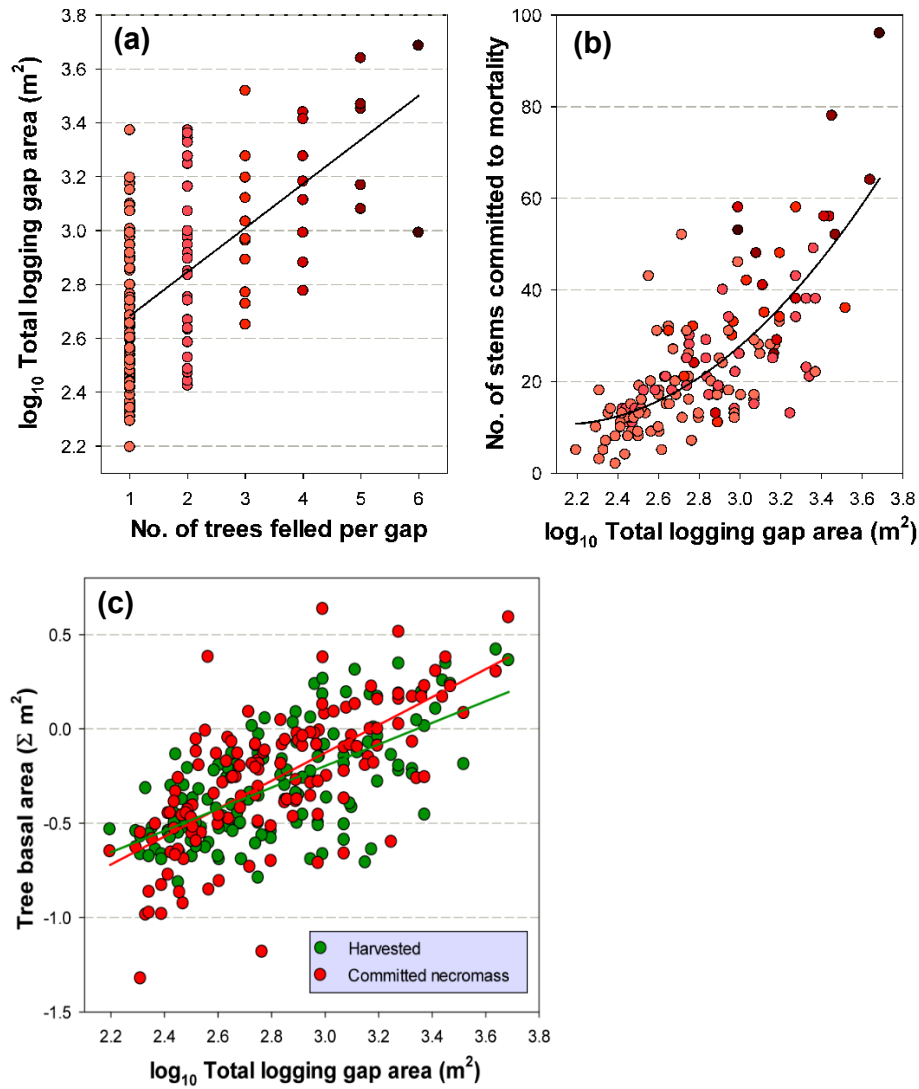 (a)
log₁₀ Total logging gap area (m²)
3.8
3.6
3.4
3.2
3.0
2.8
2.6
2.4
2.2
1 2 3 4 5 6
No. of trees felled per gap
(b)
No. of stems committed to mortality
100
80
60
40
20
0
2.2 2.4 2.6 2.8 3.0 3.2 3.4 3.6 3.8
log₁₀ Total logging gap area (m²)
(c)
Tree basal area (Σ m²)
0.5
0.0
-0.5
-1.0
-1.5
Harvested
Committed necromass
2.2 2.4 2.6 2.8 3.0 3.2 3.4 3.6 3.8
log₁₀ Total logging gap area (m²)